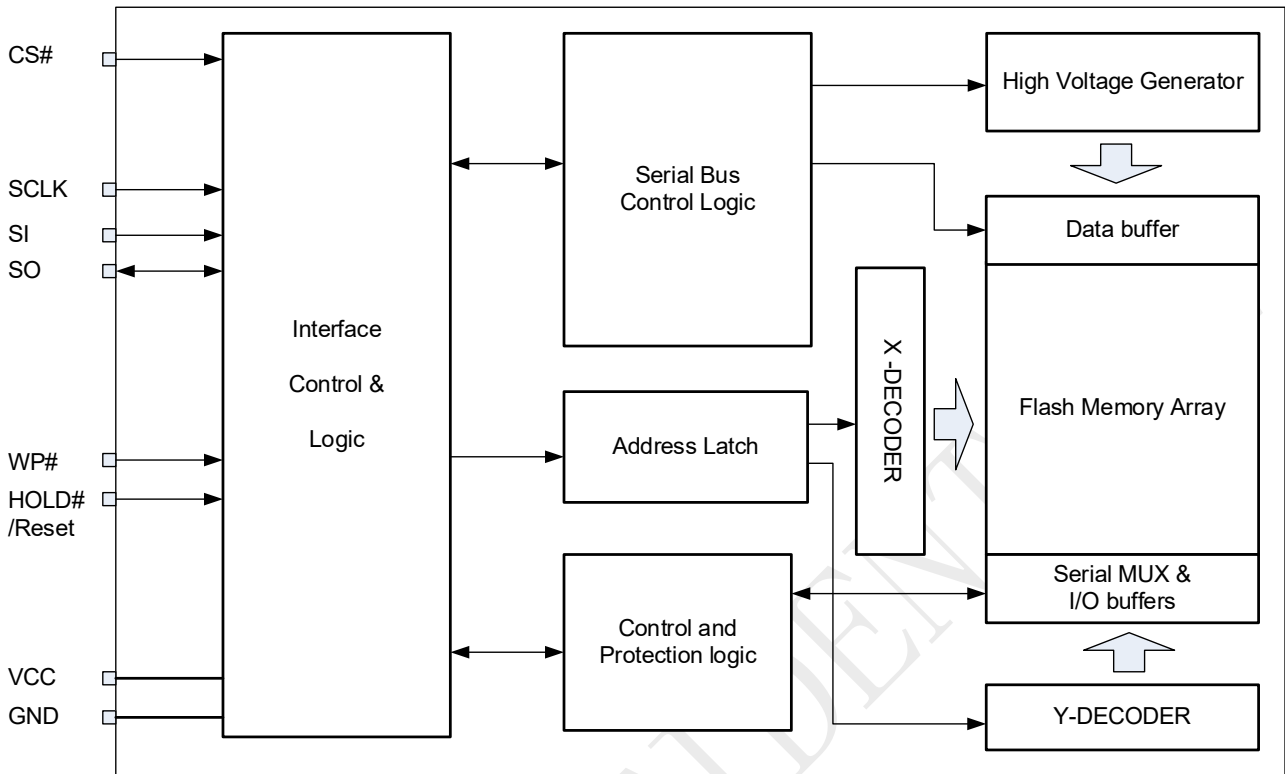 CS#
SCLK
SI
SO
WP#
HOLD#
/Reset
VCC
GND
Interface
Control &
Logic
Serial Bus
Control Logic
Address Latch
Control and
Protection logic
X -DECODER
High Voltage Generator
Data buffer
Flash Memory Array
Serial MUX &
I/O buffers
Y-DECODER